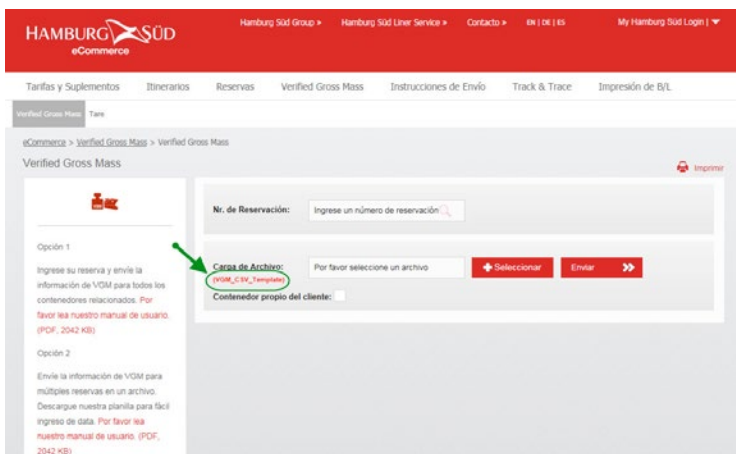 HAMBURG SÜD
eCommerce
Hamburg Süd Group » Hamburg Süd Liner Service » Contacto » EN | DE | ES My Hamburg Süd Login |
Tarifas y Suplementos Itinerarios Reservas Verified Gross Mass Instrucciones de Envío Track & Trace Impresión de B/L
Verified Gross Mass Tare
eCommerce > Verified Gross Mass > Verified Gross Mass
Verified Gross Mass
Imprimir
Nr. de Reservación: Ingrese un número de reservación
Carga de Archivo: Por favor seleccione un archivo Seleccionar Enviar
(VGM_CSV_Template)
Contenedor propio del cliente:
Opción 1
Ingrese su reserva y envíe la
información de VGM para todos los
contenedores relacionados. Por
favor lea nuestro manual de usuario.
(PDF, 2042 KB)
Opción 2
Envíe la información de VGM para
múltiples reservas en un archivo.
Descargue nuestra planilla para fácil
ingreso de data. Por favor lea
nuestro manual de usuario. (PDF,
2042 KB)